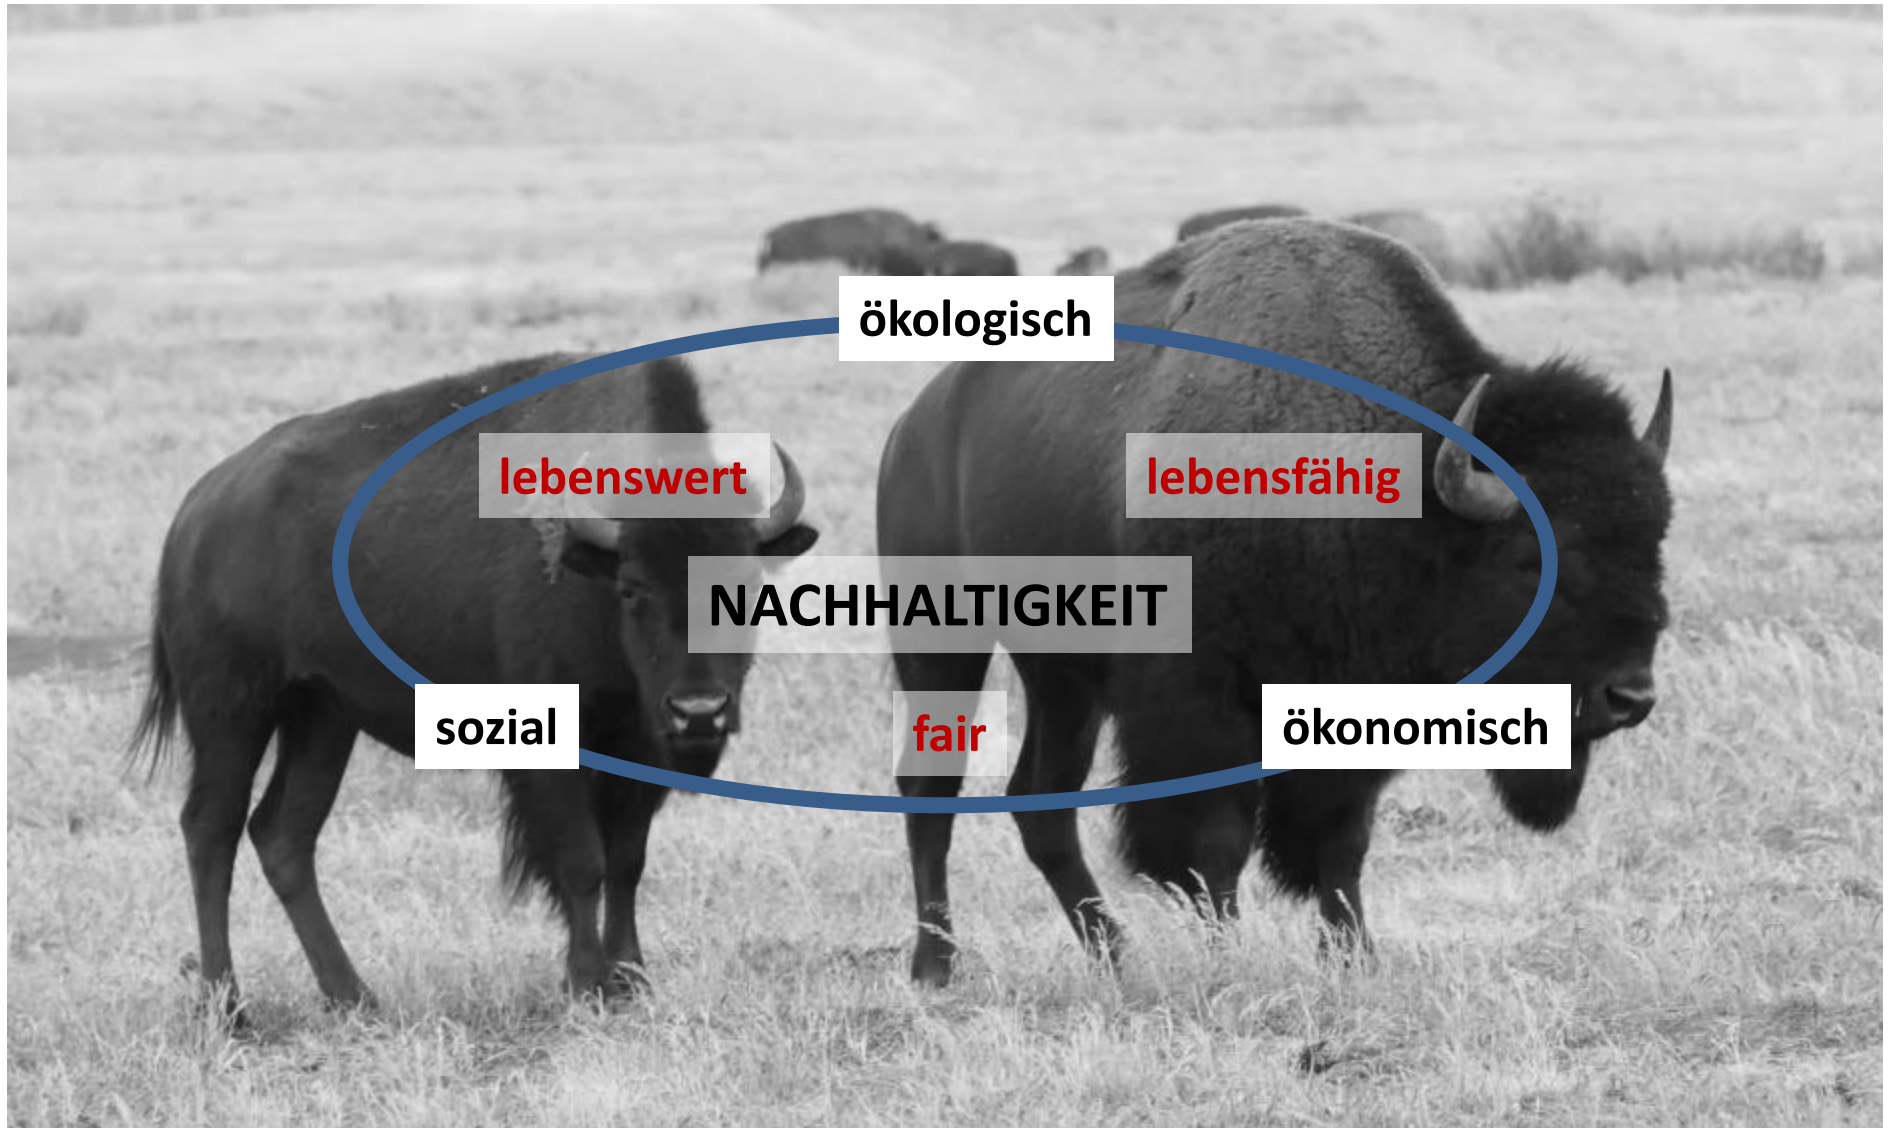 ökologisch
lebenswert
lebensfähig
NACHHALTIGKEIT
sozial
fair
ökonomisch